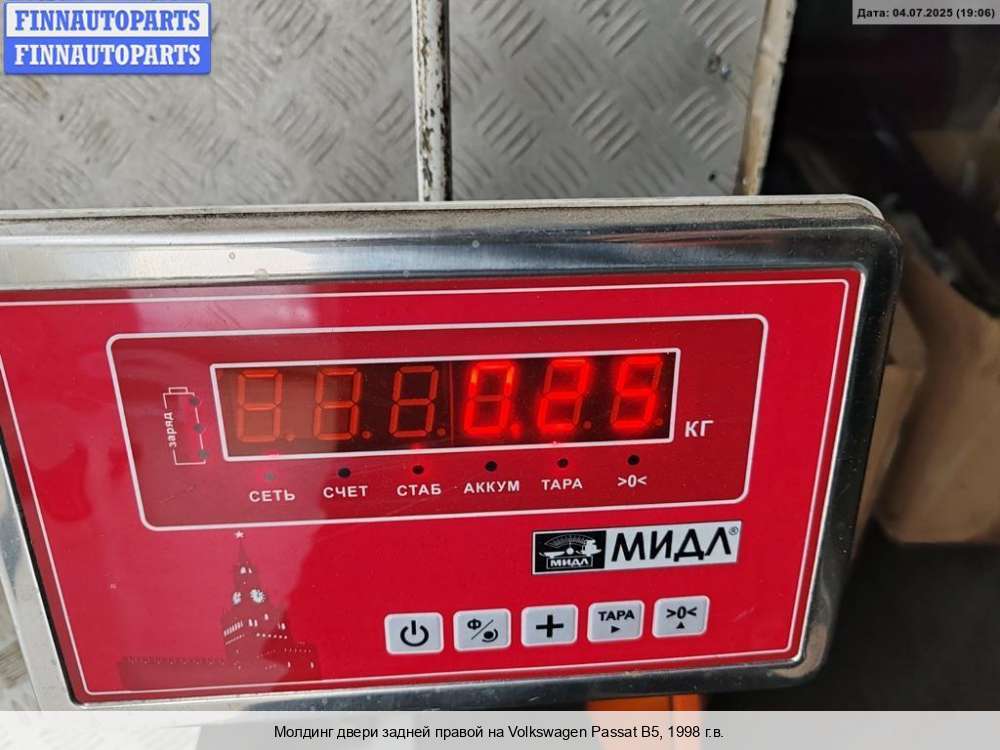 FINNAUTOPARTS
FINNAUTOPARTS
Дата: 04.07.2025 (19:06)
заряд
0.25
КГ
СЕТЬ СЧЕТ СТАБ АККУМ ТАРА >0<
МИДЛ МИДЛ®
Ф ТАРА >0<
Молдинг двери задней правой на Volkswagen Passat B5, 1998 г.в.